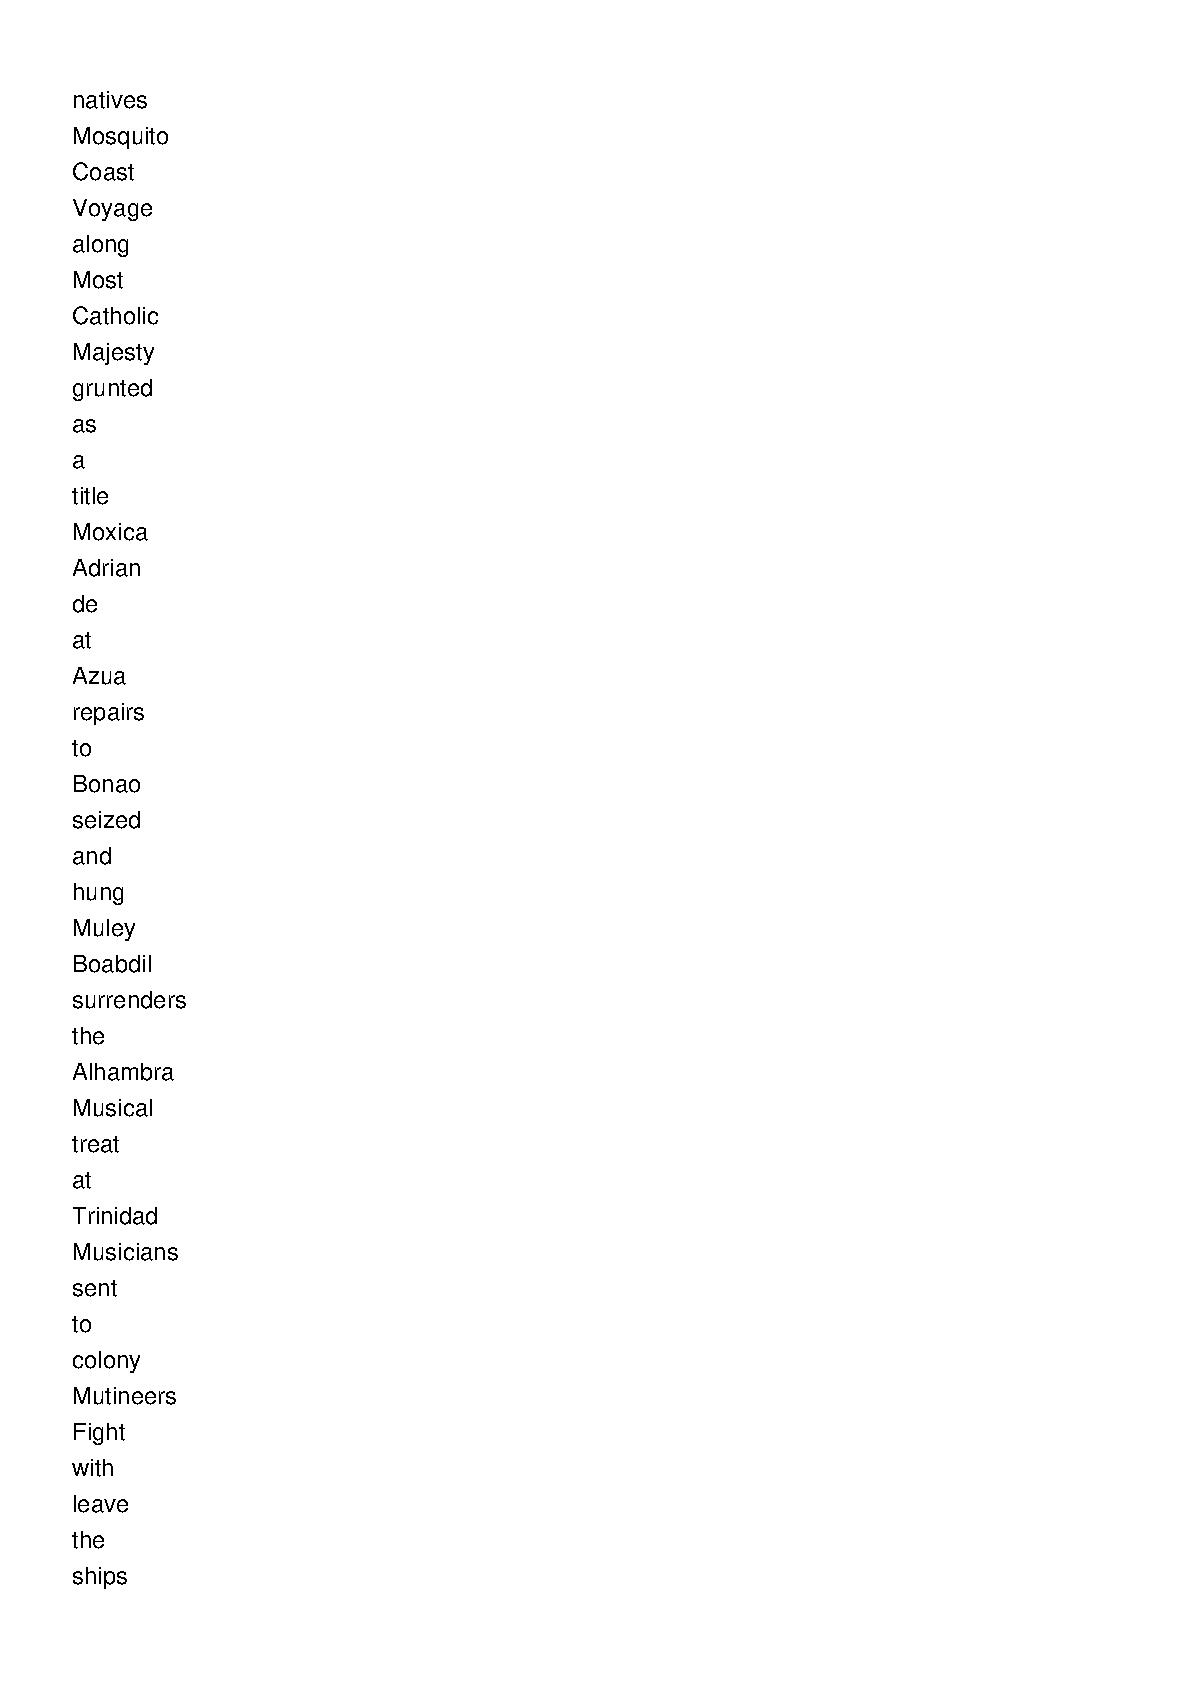 natives
Mosquito
Coast
Voyage
along
Most
Catholic
Majesty
grunted
as
a
title
Moxica
Adrian
de
at
Azua
repairs
to
Bonao
seized
and
hung
Muley
Boabdil
surrenders
the
Alhambra
Musical
treat
at
Trinidad
Musicians
sent
to
colony
Mutineers
Fight
with
leave
the
ships